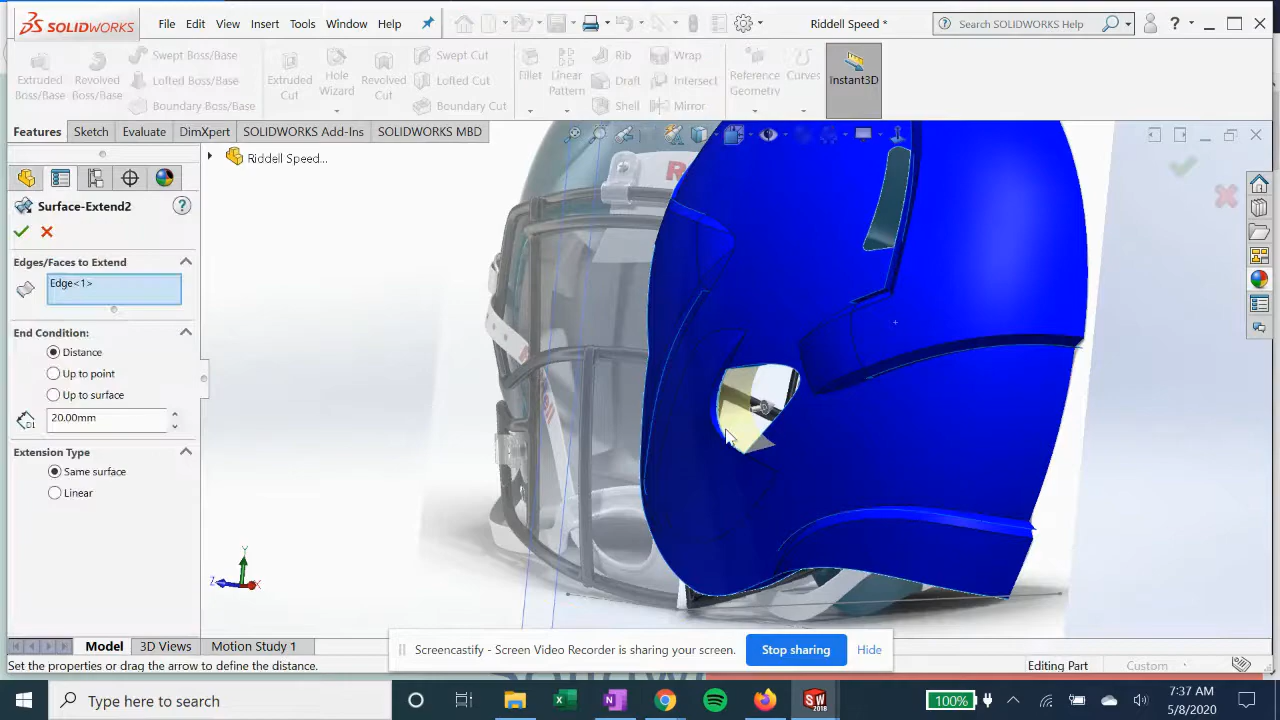 SOLIDWORKS File Edit View Insert Tools Window Help Riddell Speed * Search SOLIDWORKS Help
Extruded Boss/Base
Revolved Boss/Base
Swept Boss/Base
Lofted Boss/Base
Boundary Boss/Base
Extruded Cut
Hole Wizard
Revolved Cut
Swept Cut
Lofted Cut
Boundary Cut
Fillet
Linear Pattern
Rib
Draft
Shell
Wrap
Intersect
Mirror
Reference Geometry
Curves
Instant3D
Features Sketch Evaluate DimXpert SOLIDWORKS Add-Ins SOLIDWORKS MBD
Riddell Speed...
Surface-Extend2
Edges/Faces to Extend
Edge<1>
End Condition:
Distance
Up to point
Up to surface
20.00mm
Extension Type
Same surface
Linear
Y
Z
X
Model 3D Views Motion Study 1
Screencastify - Screen Video Recorder is sharing your screen. Stop sharing Hide
Set the properties or drag the arrow to define the distance. Editing Part Custom
Type here to search
SW
2018
100%
7:37 AM
5/8/2020